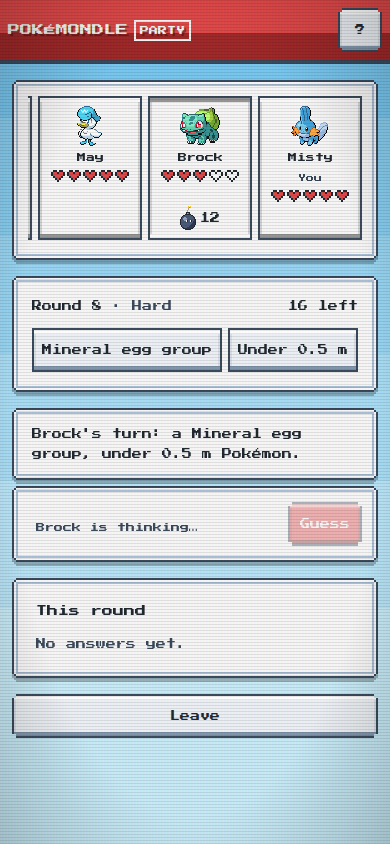 POKéMONDLE PARTY ?
May
Brock
Misty
You
12
Round 8 · Hard 16 left
Mineral egg group Under 0.5 m
Brock's turn: a Mineral egg
group, under 0.5 m Pokémon.
Brock is thinking… Guess
This round
No answers yet.
Leave